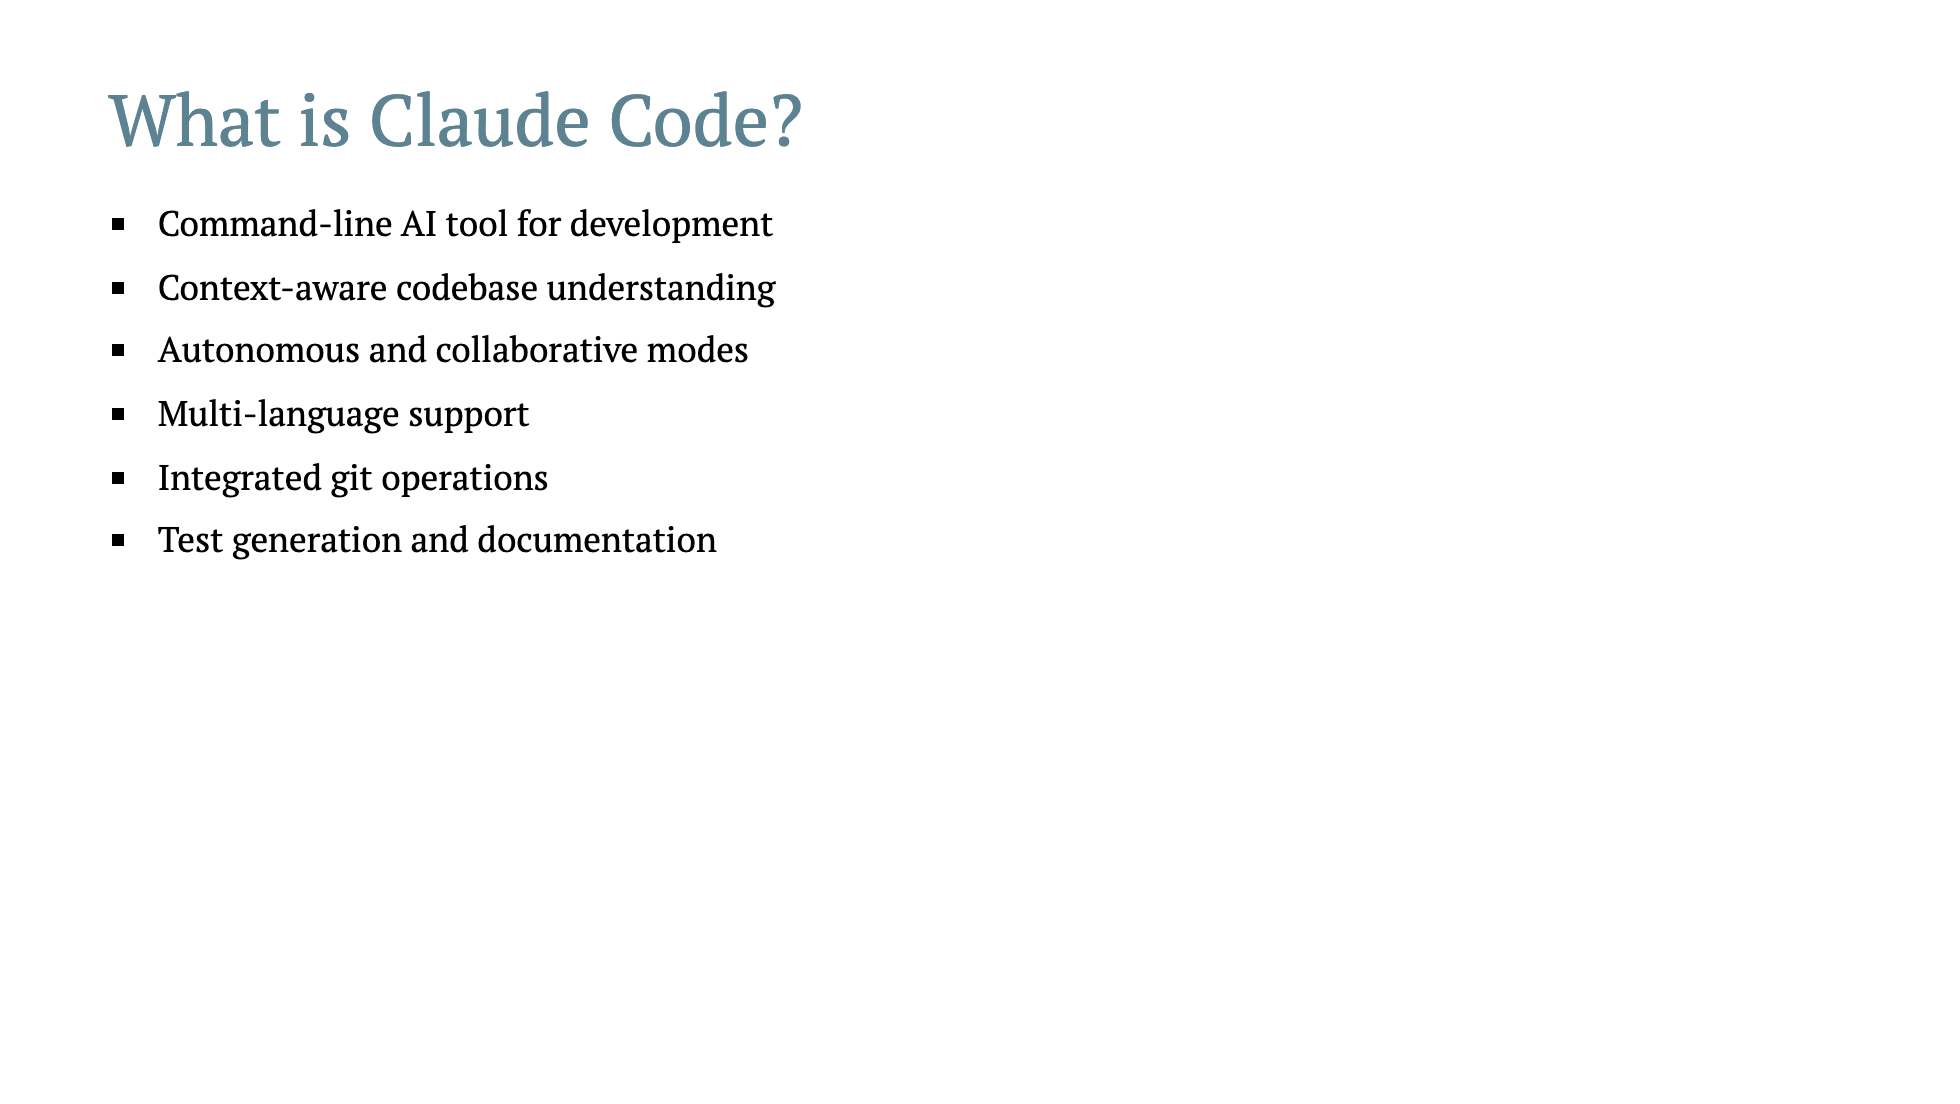 What is Claude Code?
▪ Command-line AI tool for development
▪ Context-aware codebase understanding
▪ Autonomous and collaborative modes
▪ Multi-language support
▪ Integrated git operations
▪ Test generation and documentation